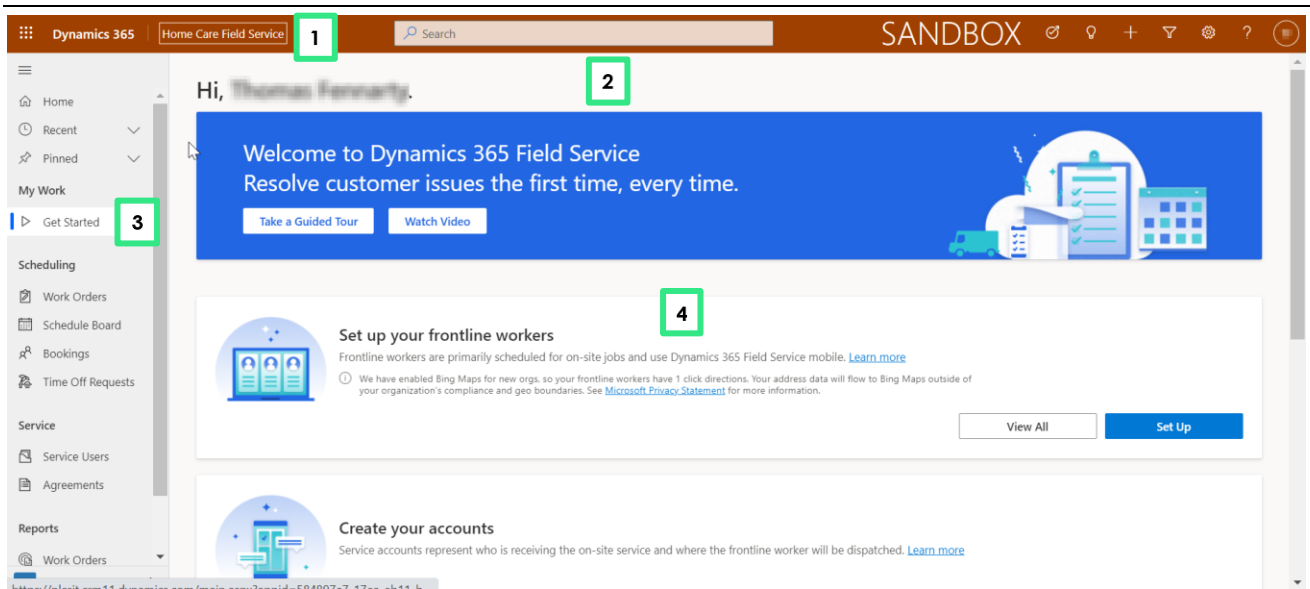 Dynamics 365 Home Care Field Service 1 Search SANDBOX ?
Hi, .
2
Home
Recent
Pinned
My Work
Get Started 3
Scheduling
Work Orders
Schedule Board
Bookings
Time Off Requests
Service
Service Users
Agreements
Reports
Work Orders
Welcome to Dynamics 365 Field Service
Resolve customer issues the first time, every time.
Take a Guided Tour Watch Video
4
Set up your frontline workers
Frontline workers are primarily scheduled for on-site jobs and use Dynamics 365 Field Service mobile. Learn more
We have enabled Bing Maps for new orgs, so your frontline workers have 1 click directions. Your address data will flow to Bing Maps outside of
your organization's compliance and geo boundaries. See Microsoft Privacy Statement for more information.
View All Set Up
Create your accounts
Service accounts represent who is receiving the on-site service and where the frontline worker will be dispatched. Learn more